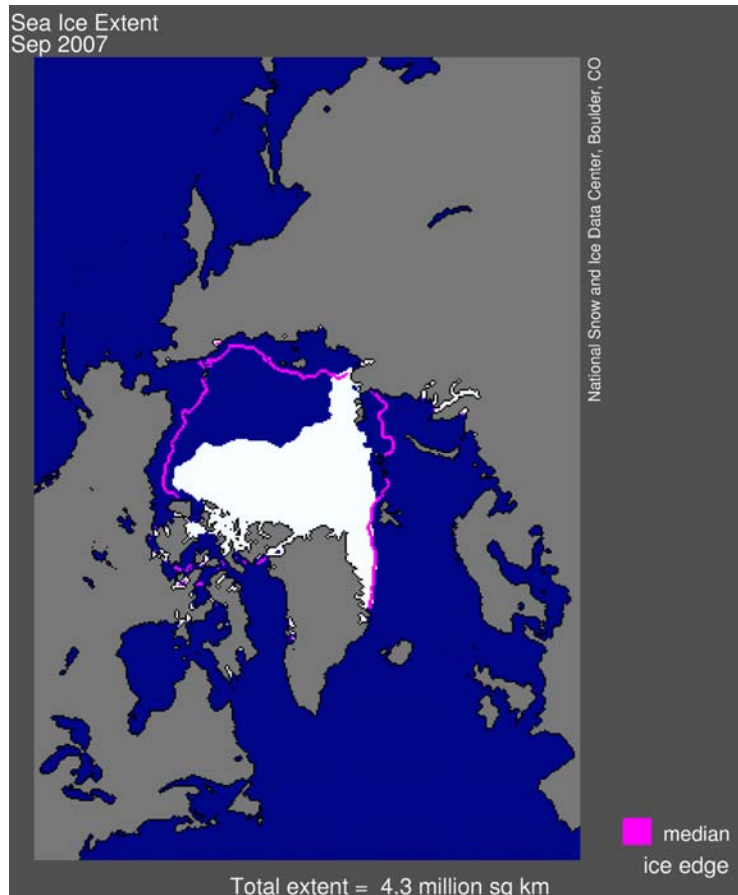 Sea Ice Extent
Sep 2007
National Snow and Ice Data Center, Boulder, CO
median
ice edge
Total extent = 4.3 million sq km